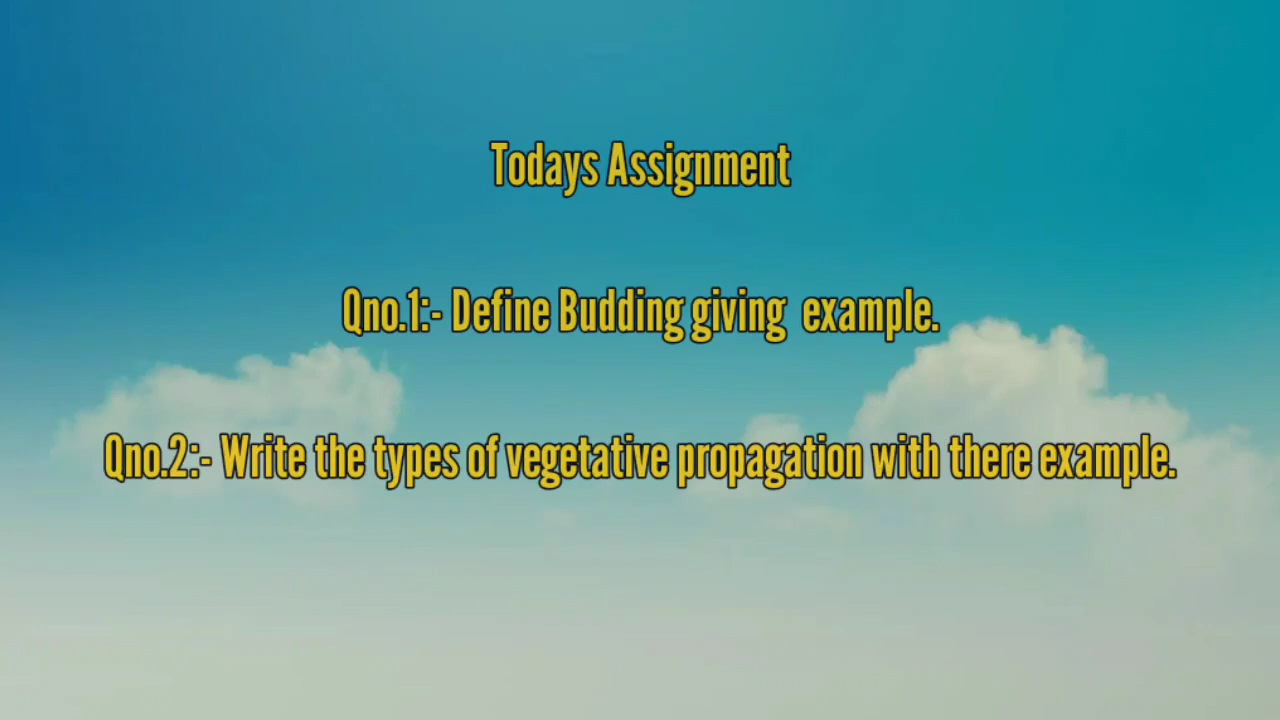 Todays Assignment
Qno.1:- Define Budding giving example.
Qno.2:- Write the types of vegetative propagation with there example.